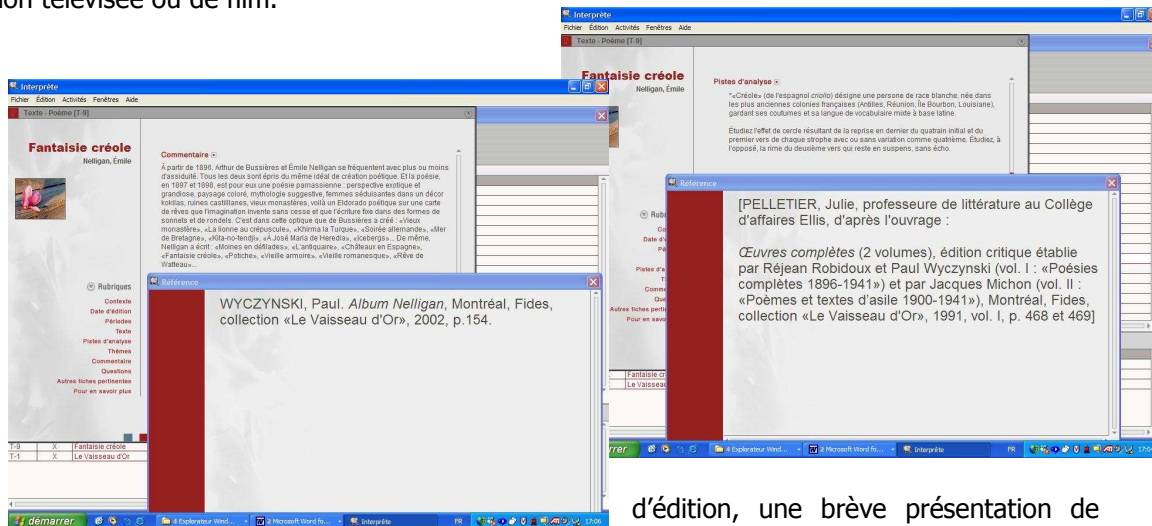 ion télévisée ou de film.
Interprète
Fichier Édition Activités Fenêtres Aide
Texte - Poème [T-9]
Fantaisie créole
Nelligan, Émile
Commentaire
À partir de 1896, Arthur de Bussières et Émile Nelligan se fréquentent avec plus ou moins
d'assiduité. Tous les deux sont épris du même idéal de création poétique. Et la poésie,
en 1897 et 1898, est pour eux une poésie parnassienne : perspective exotique et
grandiose, paysage coloré, mythologie suggestive, femmes séduisantes dans un décor
kokilas, ruines castillanes, vieux monastères, voilà un Eldorado poétique sur une carte
de rêves que l'imagination invente sans cesse et que l'écriture fixe dans des formes de
sonnets et de rondels. C'est dans cette optique que de Bussières a créé : «Vieux
monastère», «La lionne au crépuscule», «Khirma la Turque», «Soirée allemande», «Mer
de Bretagne», «Kita-no-tendji», «À José Maria de Heredia», «Icebergs»... De même,
Nelligan a écrit : «Moines en défilades», «L'antiquaire», «Châteaux en Espagne»,
«Fantaisie créole», «Potiche», «Vieille armoire», «Vieille romanesque», «Rêve de
Watteau»...
Rubriques
Contexte
Date d'édition
Périodes
Texte
Pistes d'analyse
Thèmes
Commentaire
Questions
Autres fiches pertinentes
Pour en savoir plus
Référence
WYCZYNSKI, Paul. Album Nelligan, Montréal, Fides,
collection «Le Vaisseau d'Or», 2002, p.154.
T-9 X Fantaisie créole
T-1 X Le Vaisseau d'Or
démarrer 4 Explorateur Wind... 2 Microsoft Word fo... Interprète FR 17:06
Interprète
Fichier Édition Activités Fenêtres Aide
Texte - Poème [T-9]
Fantaisie créole
Nelligan, Émile
Pistes d'analyse
*«Créole» (de l'espagnol criollo) désigne une personne de race blanche, née dans
les plus anciennes colonies françaises (Antilles, Réunion, Île Bourbon, Louisiane),
gardant ses coutumes et sa langue de vocabulaire mixte à base latine.
Étudiez l'effet de cercle résultant de la reprise en dernier du quatrain initial et du
premier vers de chaque strophe avec ou sans variation comme quatrième. Étudiez, à
l'opposé, la rime du deuxième vers qui reste en suspens, sans écho.
Rub
Co
Date d'
Pé
Pistes d'a
T
Comme
Que
Autres fiches perti
Pour en sav
Référence
[PELLETIER, Julie, professeure de littérature au Collège
d'affaires Ellis, d'après l'ouvrage :
Œuvres complètes (2 volumes), édition critique établie
par Réjean Robidoux et Paul Wyczynski (vol. I : «Poésies
complètes 1896-1941») et par Jacques Michon (vol. II :
«Poèmes et textes d'asile 1900-1941»), Montréal, Fides,
collection «Le Vaisseau d'Or», 1991, vol. I, p. 468 et 469]
Fantaisie cr
Le Vaissea
rrer 4 Explorateur Wind... 2 Microsoft Word fo... Interprète FR 17:0
d'édition, une brève présentation de